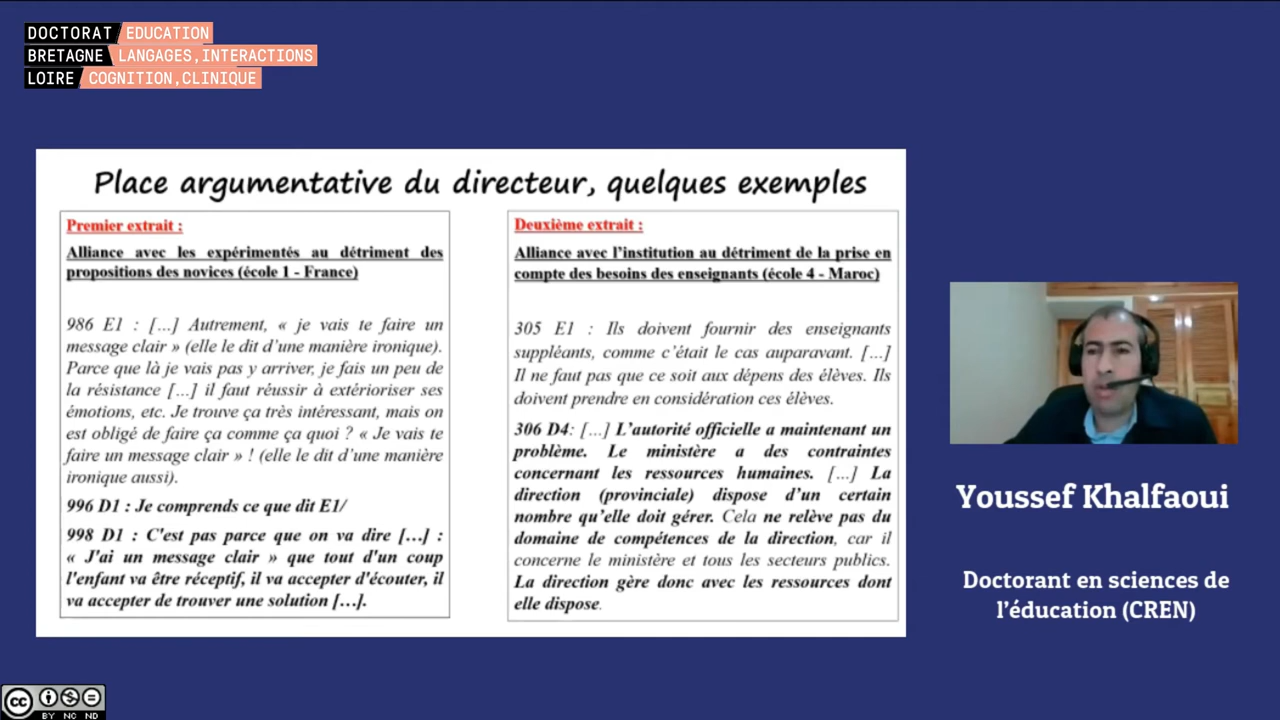 DOCTORAT / EDUCATION
BRETAGNE / LANGAGES,INTERACTIONS
LOIRE / COGNITION,CLINIQUE
Place argumentative du directeur, quelques exemples
Premier extrait :
Alliance avec les expérimentés au détriment des
propositions des novices (école 1 - France)
986 E1 : […] Autrement, « je vais te faire un
message clair » (elle le dit d'une manière ironique).
Parce que là je vais pas y arriver, je fais un peu de
la résistance […] il faut réussir à extérioriser ses
émotions, etc. Je trouve ça très intéressant, mais on
est obligé de faire ça comme ça quoi ? « Je vais te
faire un message clair » ! (elle le dit d'une manière
ironique aussi).
996 D1 : Je comprends ce que dit E1/
998 D1 : C'est pas parce que on va dire […] :
« J'ai un message clair » que tout d'un coup
l'enfant va être réceptif, il va accepter d'écouter, il
va accepter de trouver une solution […].
Deuxième extrait :
Alliance avec l'institution au détriment de la prise en
compte des besoins des enseignants (école 4 - Maroc)
305 E1 : Ils doivent fournir des enseignants
suppléants, comme c'était le cas auparavant. […]
Il ne faut pas que ce soit aux dépens des élèves. Ils
doivent prendre en considération ces élèves.
306 D4: […] L'autorité officielle a maintenant un
problème. Le ministère a des contraintes
concernant les ressources humaines. […] La
direction (provinciale) dispose d'un certain
nombre qu'elle doit gérer. Cela ne relève pas du
domaine de compétences de la direction, car il
concerne le ministère et tous les secteurs publics.
La direction gère donc avec les ressources dont
elle dispose.
Youssef Khalfaoui
Doctorant en sciences de
l'éducation (CREN)
cc
BY NC ND